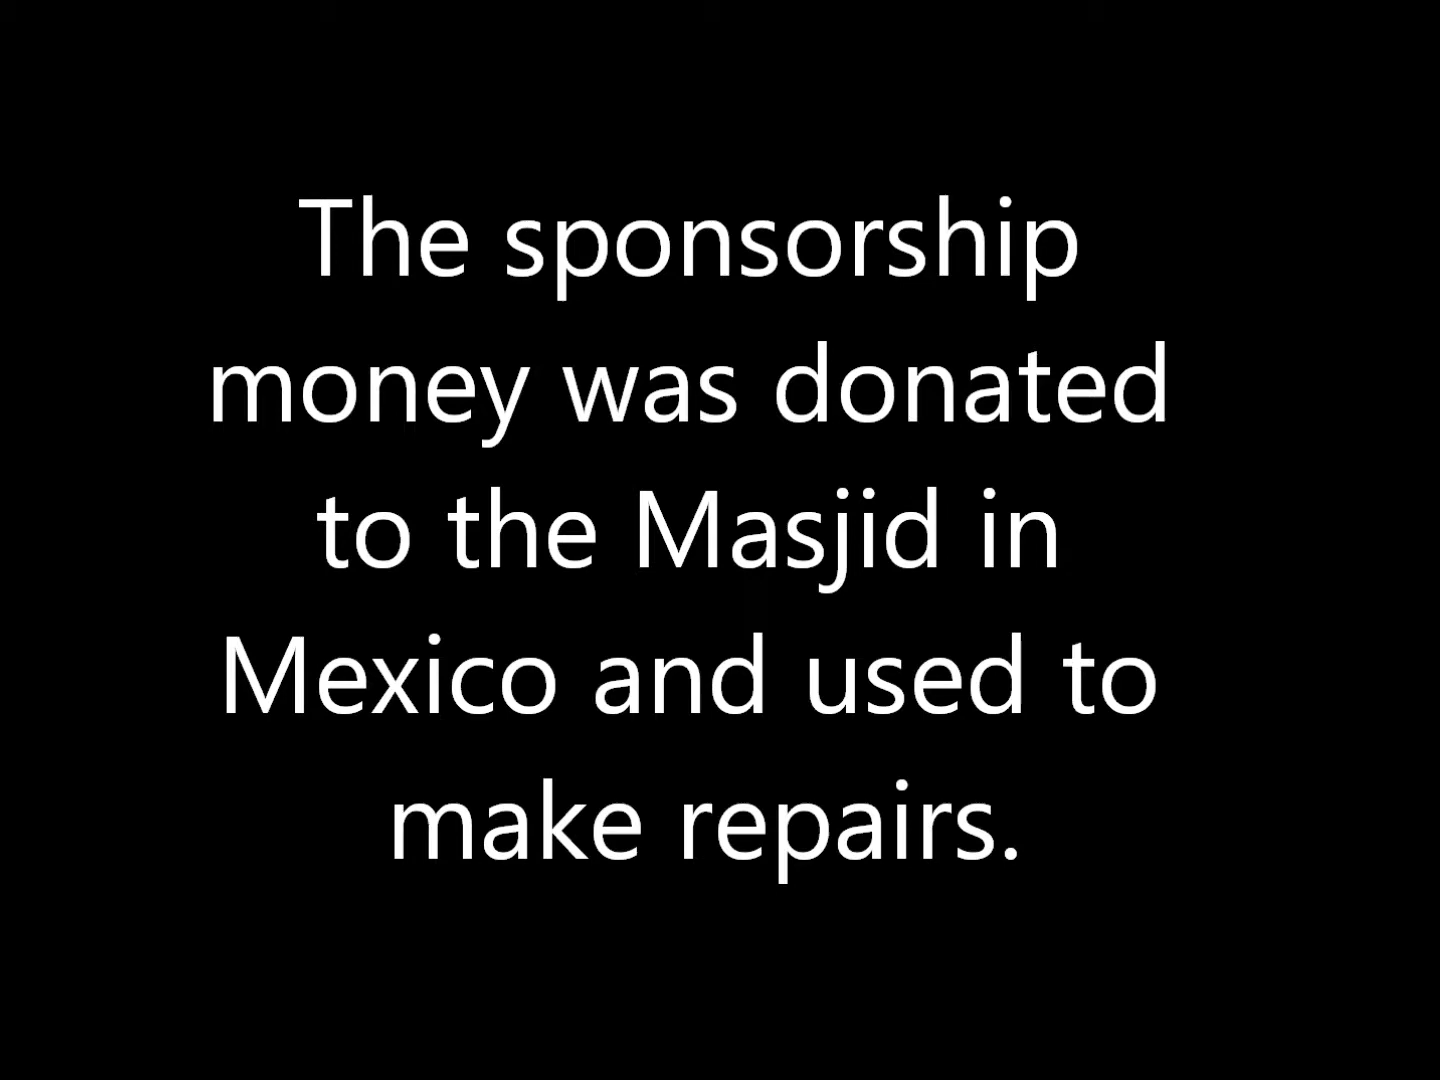 The sponsorship
money was donated
to the Masjid in
Mexico and used to
make repairs.